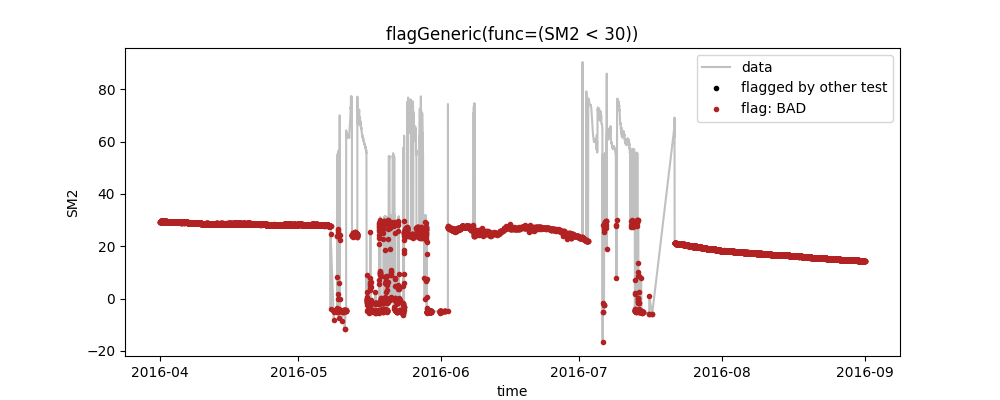 flagGeneric(func=(SM2 < 30))
data
flagged by other test
flag: BAD
80
60
40
20
0
−20
SM2
2016-04 2016-05 2016-06 2016-07 2016-08 2016-09
time